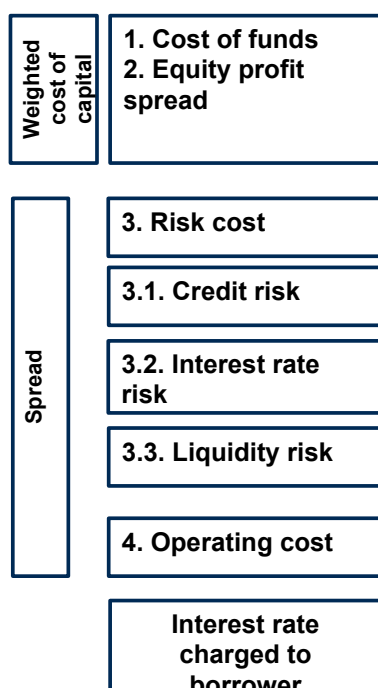 Weighted
cost of
capital
1. Cost of funds
2. Equity profit
spread
Spread
3. Risk cost
3.1. Credit risk
3.2. Interest rate
risk
3.3. Liquidity risk
4. Operating cost
Interest rate
charged to
borrower